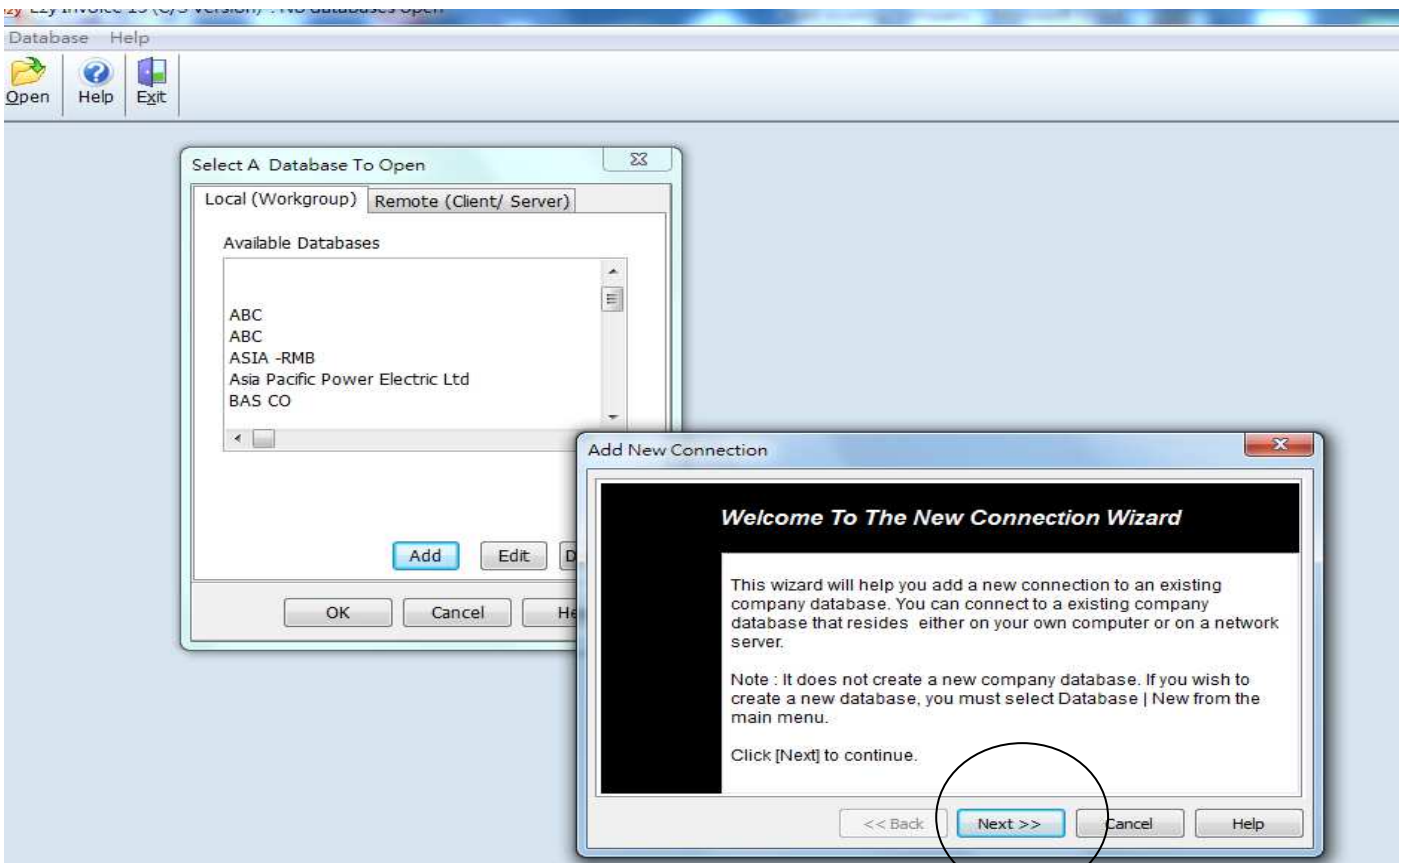 Database Help
Open Help Exit
Select A Database To Open
Local (Workgroup) Remote (Client/ Server)
Available Databases
ABC
ABC
ASIA -RMB
Asia Pacific Power Electric Ltd
BAS CO
Add Edit D
OK Cancel He
Add New Connection
Welcome To The New Connection Wizard
This wizard will help you add a new connection to an existing
company database. You can connect to a existing company
database that resides either on your own computer or on a network
server.
Note : It does not create a new company database. If you wish to
create a new database, you must select Database | New from the
main menu.
Click [Next] to continue.
<< Back Next >> Cancel Help